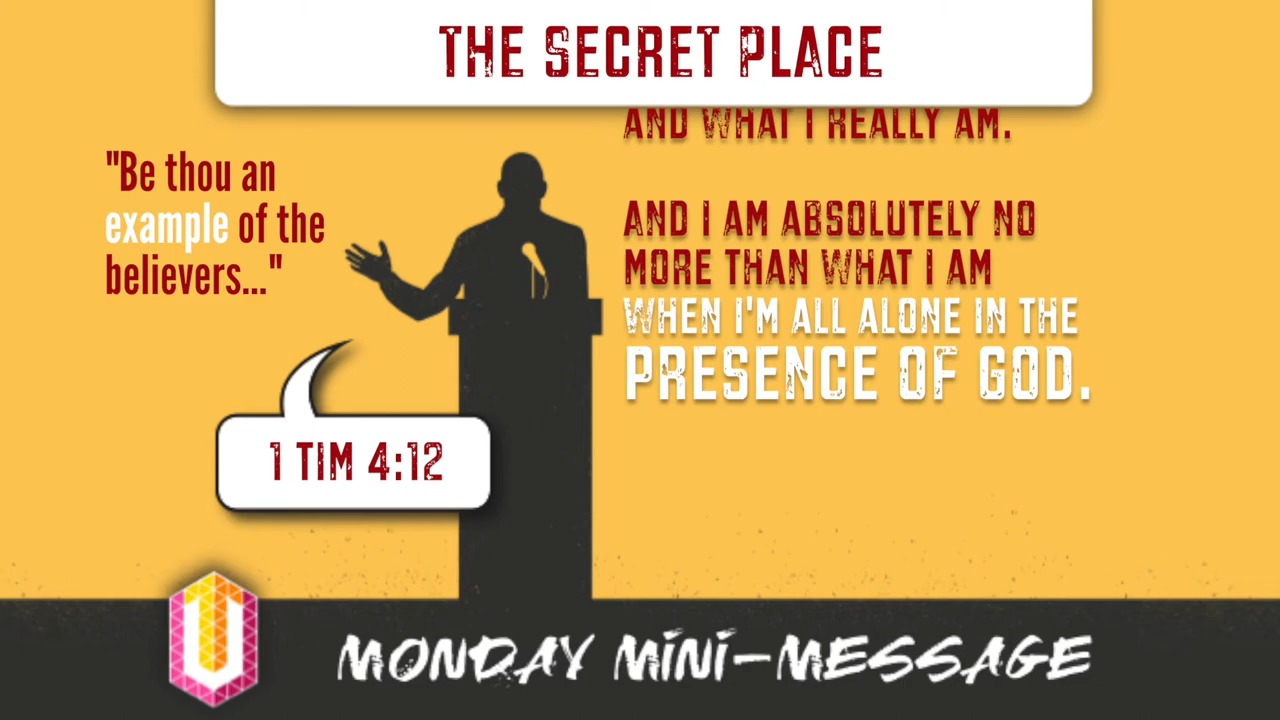 THE SECRET PLACE
"Be thou an
example of the
believers..."
1 TIM 4:12
AND WHAT I REALLY AM.
AND I AM ABSOLUTELY NO
MORE THAN WHAT I AM
WHEN I'M ALL ALONE IN THE
PRESENCE OF GOD.
U
MONDAY MINI-MESSAGE